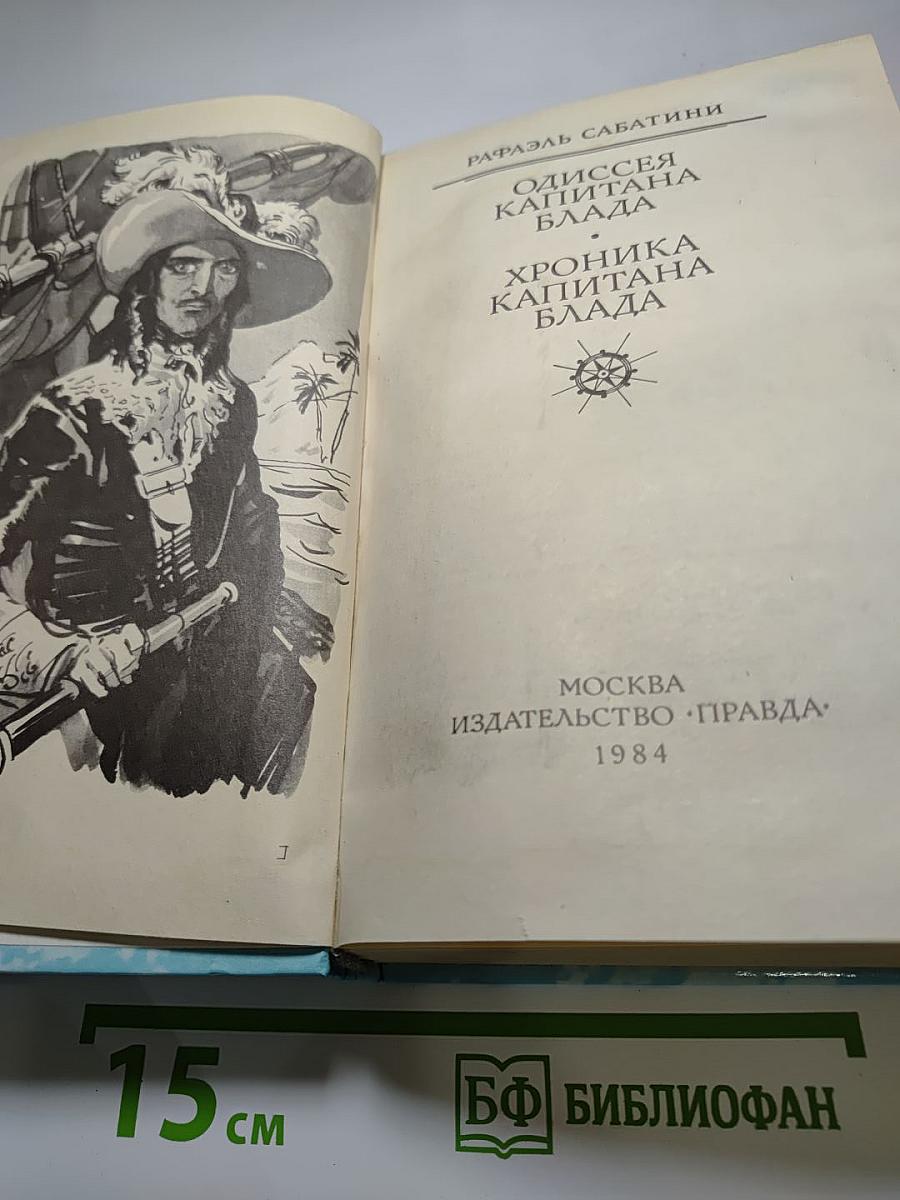 РАФАЭЛЬ САБАТИНИ
ОДИССЕЯ
КАПИТАНА
БЛАДА
•
ХРОНИКА
КАПИТАНА
БЛАДА
МОСКВА
ИЗДАТЕЛЬСТВО «ПРАВДА»
1984
15 см
БФ БИБЛИОФАН